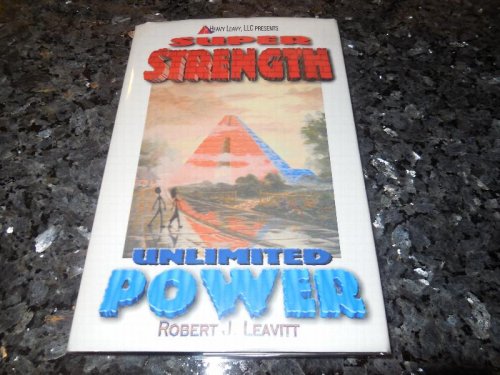 HEAVY LEAVY, LLC PRESENTS
SUPER
STRENGTH
UNLIMITED
POWER
ROBERT J. LEAVITT